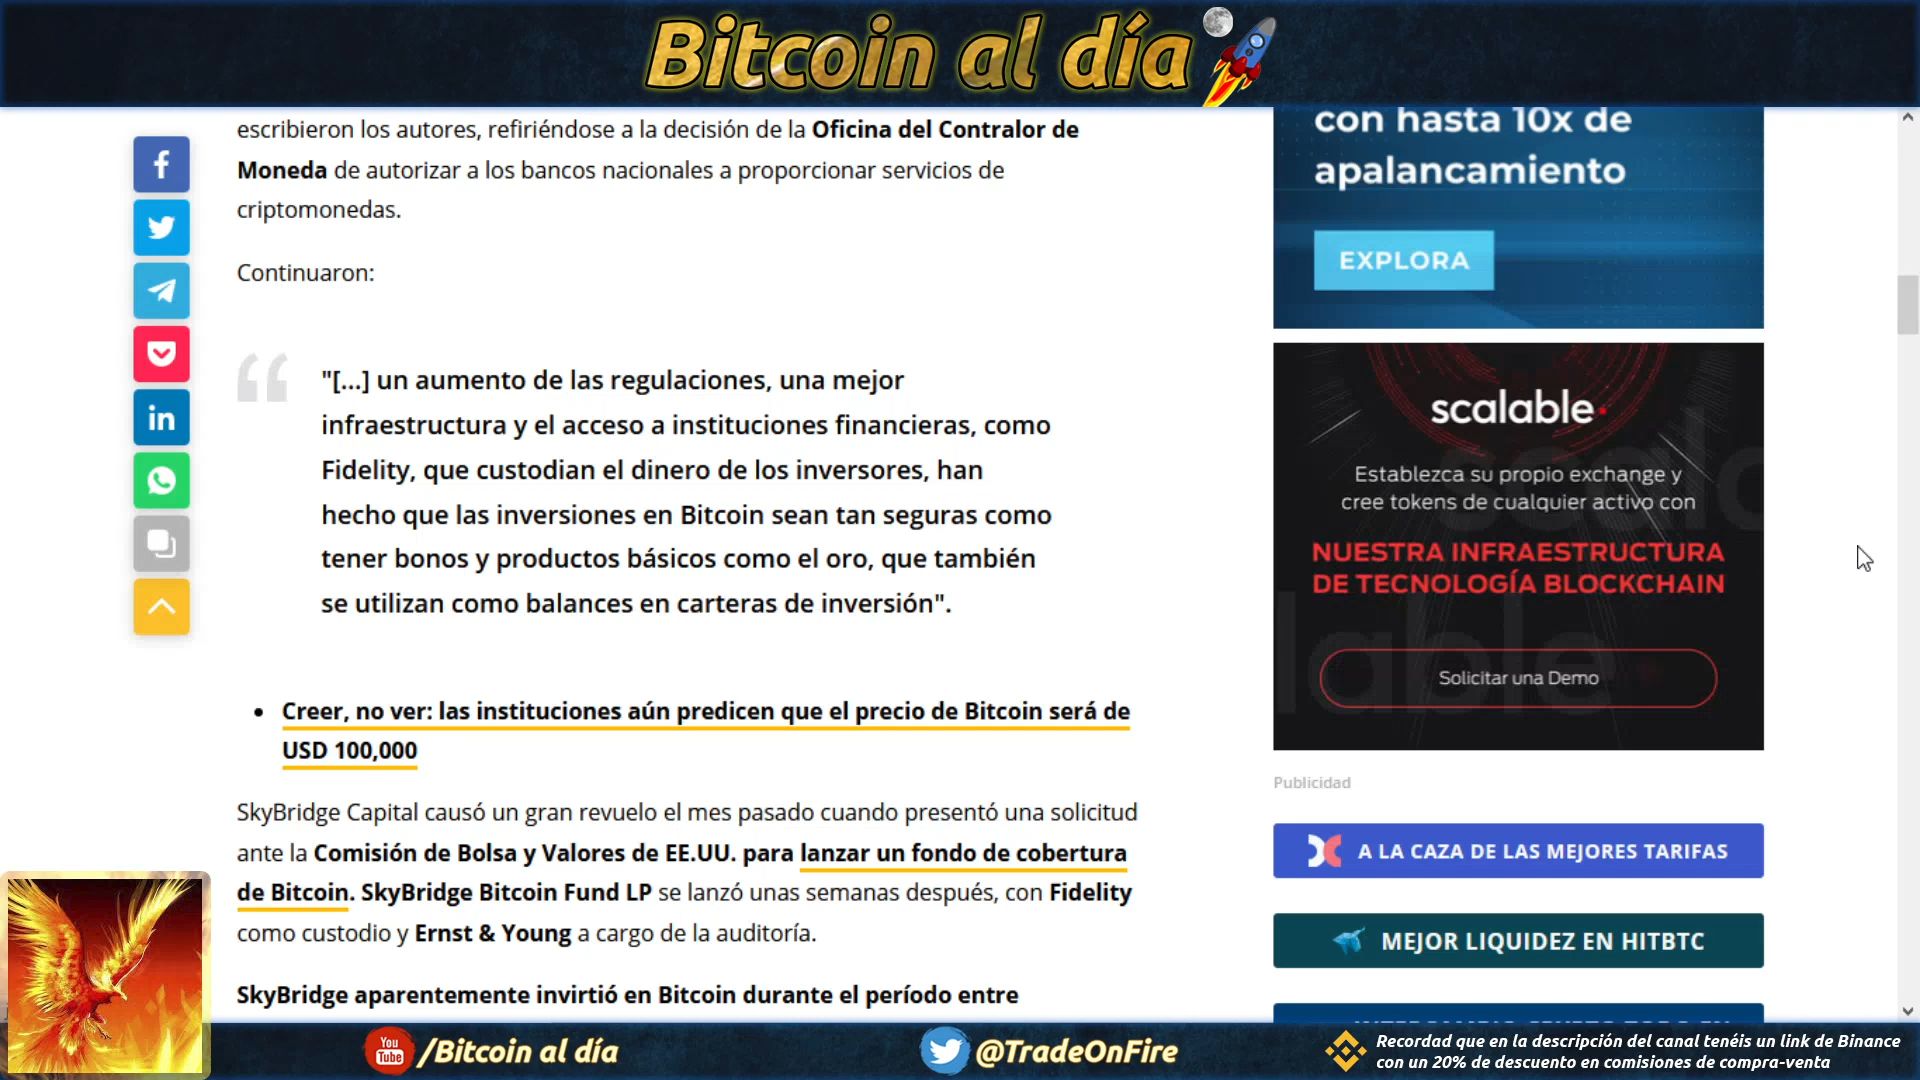 Bitcoin al día
escribieron los autores, refiriéndose a la decisión de la Oficina del Contralor de
Moneda de autorizar a los bancos nacionales a proporcionar servicios de
criptomonedas.
Continuaron:
"[...] un aumento de las regulaciones, una mejor
infraestructura y el acceso a instituciones financieras, como
Fidelity, que custodian el dinero de los inversores, han
hecho que las inversiones en Bitcoin sean tan seguras como
tener bonos y productos básicos como el oro, que también
se utilizan como balances en carteras de inversión".
Creer, no ver: las instituciones aún predicen que el precio de Bitcoin será de
USD 100,000
SkyBridge Capital causó un gran revuelo el mes pasado cuando presentó una solicitud
ante la Comisión de Bolsa y Valores de EE.UU. para lanzar un fondo de cobertura
de Bitcoin. SkyBridge Bitcoin Fund LP se lanzó unas semanas después, con Fidelity
como custodio y Ernst & Young a cargo de la auditoría.
SkyBridge aparentemente invirtió en Bitcoin durante el período entre
con hasta 10x de
apalancamiento
EXPLORA
scalable
Establezca su propio exchange y
cree tokens de cualquier activo con
NUESTRA INFRAESTRUCTURA
DE TECNOLOGÍA BLOCKCHAIN
Solicitar una Demo
Publicidad
A LA CAZA DE LAS MEJORES TARIFAS
MEJOR LIQUIDEZ EN HITBTC
You
Tube
/Bitcoin al día
@TradeOnFire
Recordad que en la descripción del canal tenéis un link de Binance
con un 20% de descuento en comisiones de compra-venta